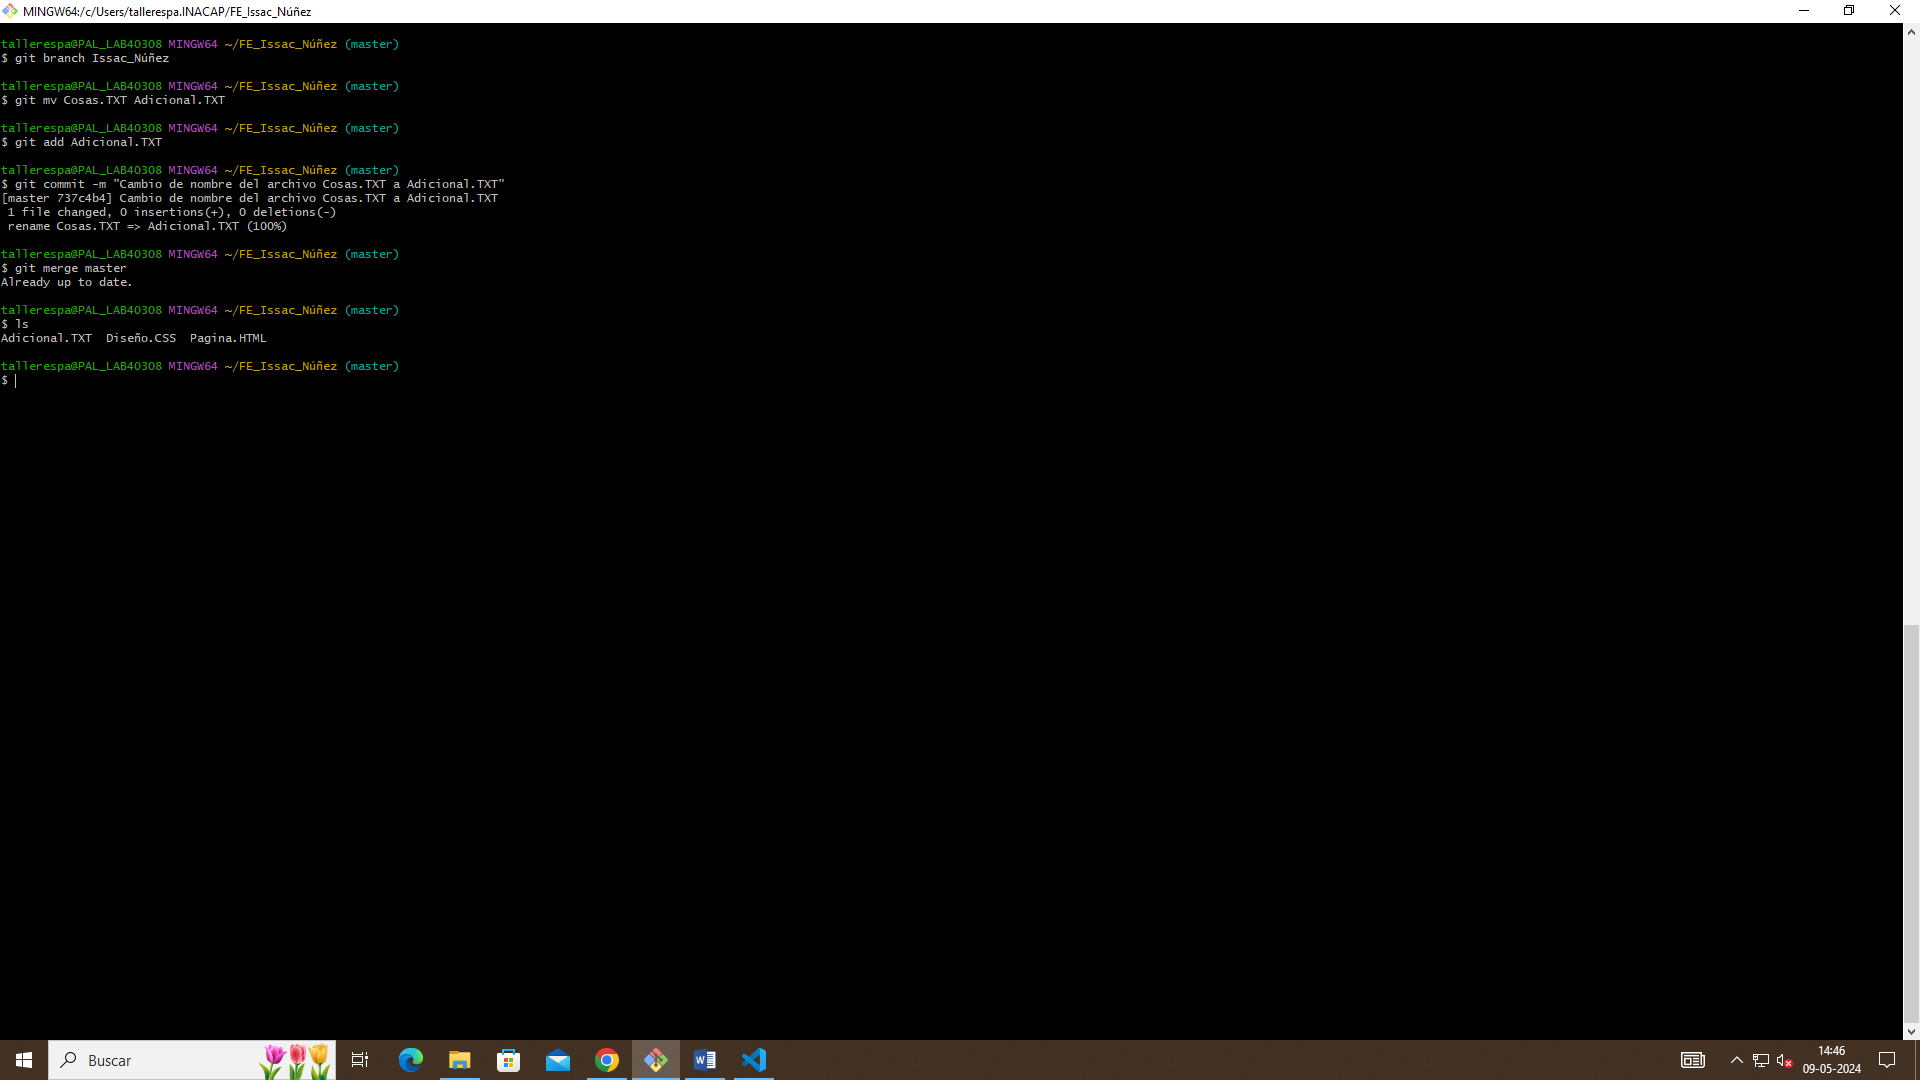 MINGW64:/c/Users/tallerespa.INACAP/FE_Issac_Núñez
tallerespa@PAL_LAB40308 MINGW64 ~/FE_Issac_Núñez (master)
$ git branch Issac_Núñez
tallerespa@PAL_LAB40308 MINGW64 ~/FE_Issac_Núñez (master)
$ git mv Cosas.TXT Adicional.TXT
tallerespa@PAL_LAB40308 MINGW64 ~/FE_Issac_Núñez (master)
$ git add Adicional.TXT
tallerespa@PAL_LAB40308 MINGW64 ~/FE_Issac_Núñez (master)
$ git commit -m "Cambio de nombre del archivo Cosas.TXT a Adicional.TXT"
[master 737c4b4] Cambio de nombre del archivo Cosas.TXT a Adicional.TXT
1 file changed, 0 insertions(+), 0 deletions(-)
rename Cosas.TXT => Adicional.TXT (100%)
tallerespa@PAL_LAB40308 MINGW64 ~/FE_Issac_Núñez (master)
$ git merge master
Already up to date.
tallerespa@PAL_LAB40308 MINGW64 ~/FE_Issac_Núñez (master)
$ ls
Adicional.TXT  Diseño.CSS  Pagina.HTML
tallerespa@PAL_LAB40308 MINGW64 ~/FE_Issac_Núñez (master)
$
Buscar
14:46
09-05-2024